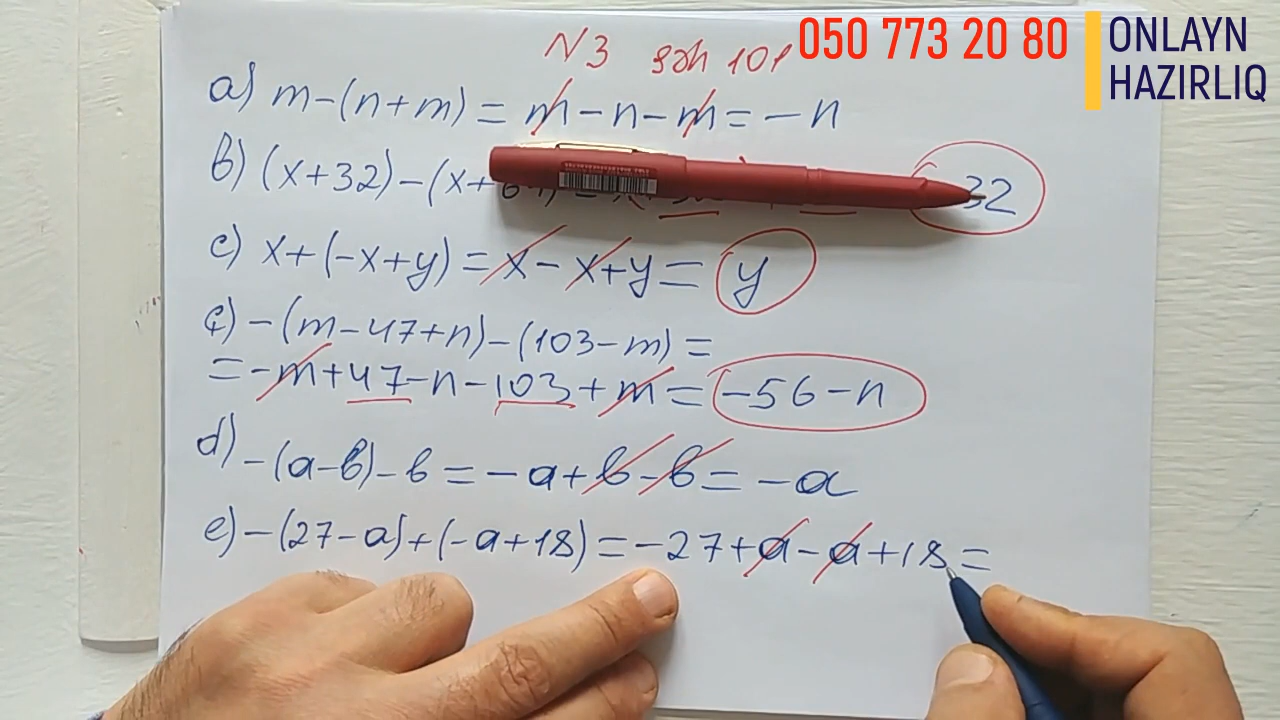 N3 səh 101
050 773 20 80
ONLAYN
HAZIRLIQ
a) m-(n+m) = m-n-m = -n
b) (x+32)-(x+ 32
c) x+(-x+y) = x-x+y = y
ç) -(m-47+n)-(103-m) =
= -m+47-n-103+m = -56-n
d) -(a-b)-b = -a+b-b = -a
e) -(27-a)+(-a+18) = -27+a-a+18 =